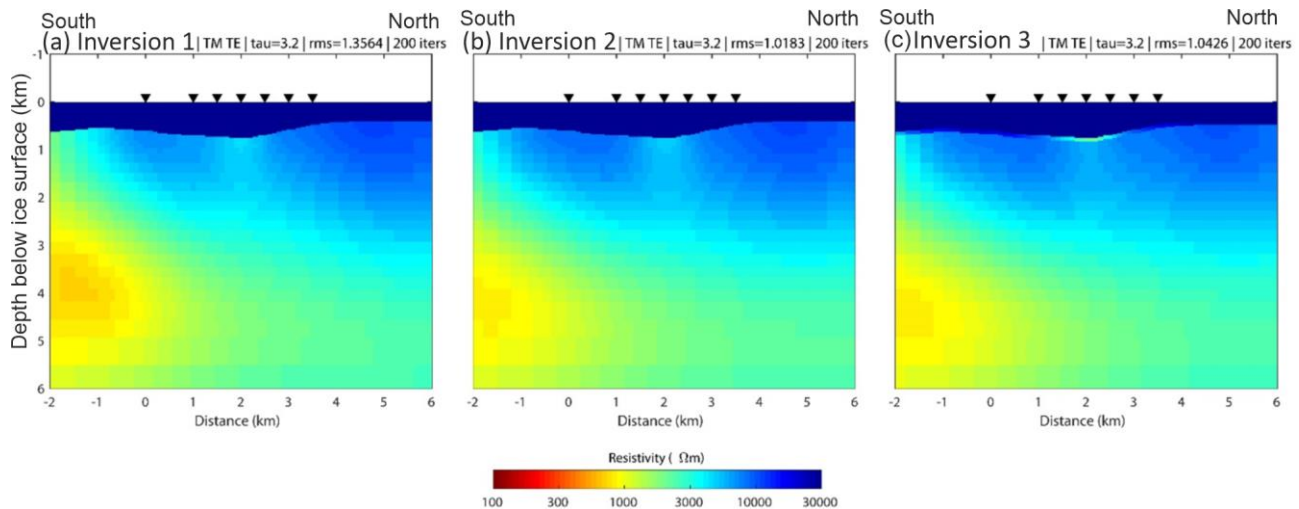 South North
(a) Inversion 1 | TM TE | tau=3.2 | rms=1.3564 | 200 iters
South North
(b) Inversion 2 | TM TE | tau=3.2 | rms=1.0183 | 200 iters
South North
(c) Inversion 3 | TM TE | tau=3.2 | rms=1.0426 | 200 iters
Depth below ice surface (km)
-1
0
1
2
3
4
5
6
-2 -1 0 1 2 3 4 5 6
Distance (km)
-2 -1 0 1 2 3 4 5 6
Distance (km)
-2 -1 0 1 2 3 4 5 6
Distance (km)
Resistivity ( Ωm)
100 300 1000 3000 10000 30000